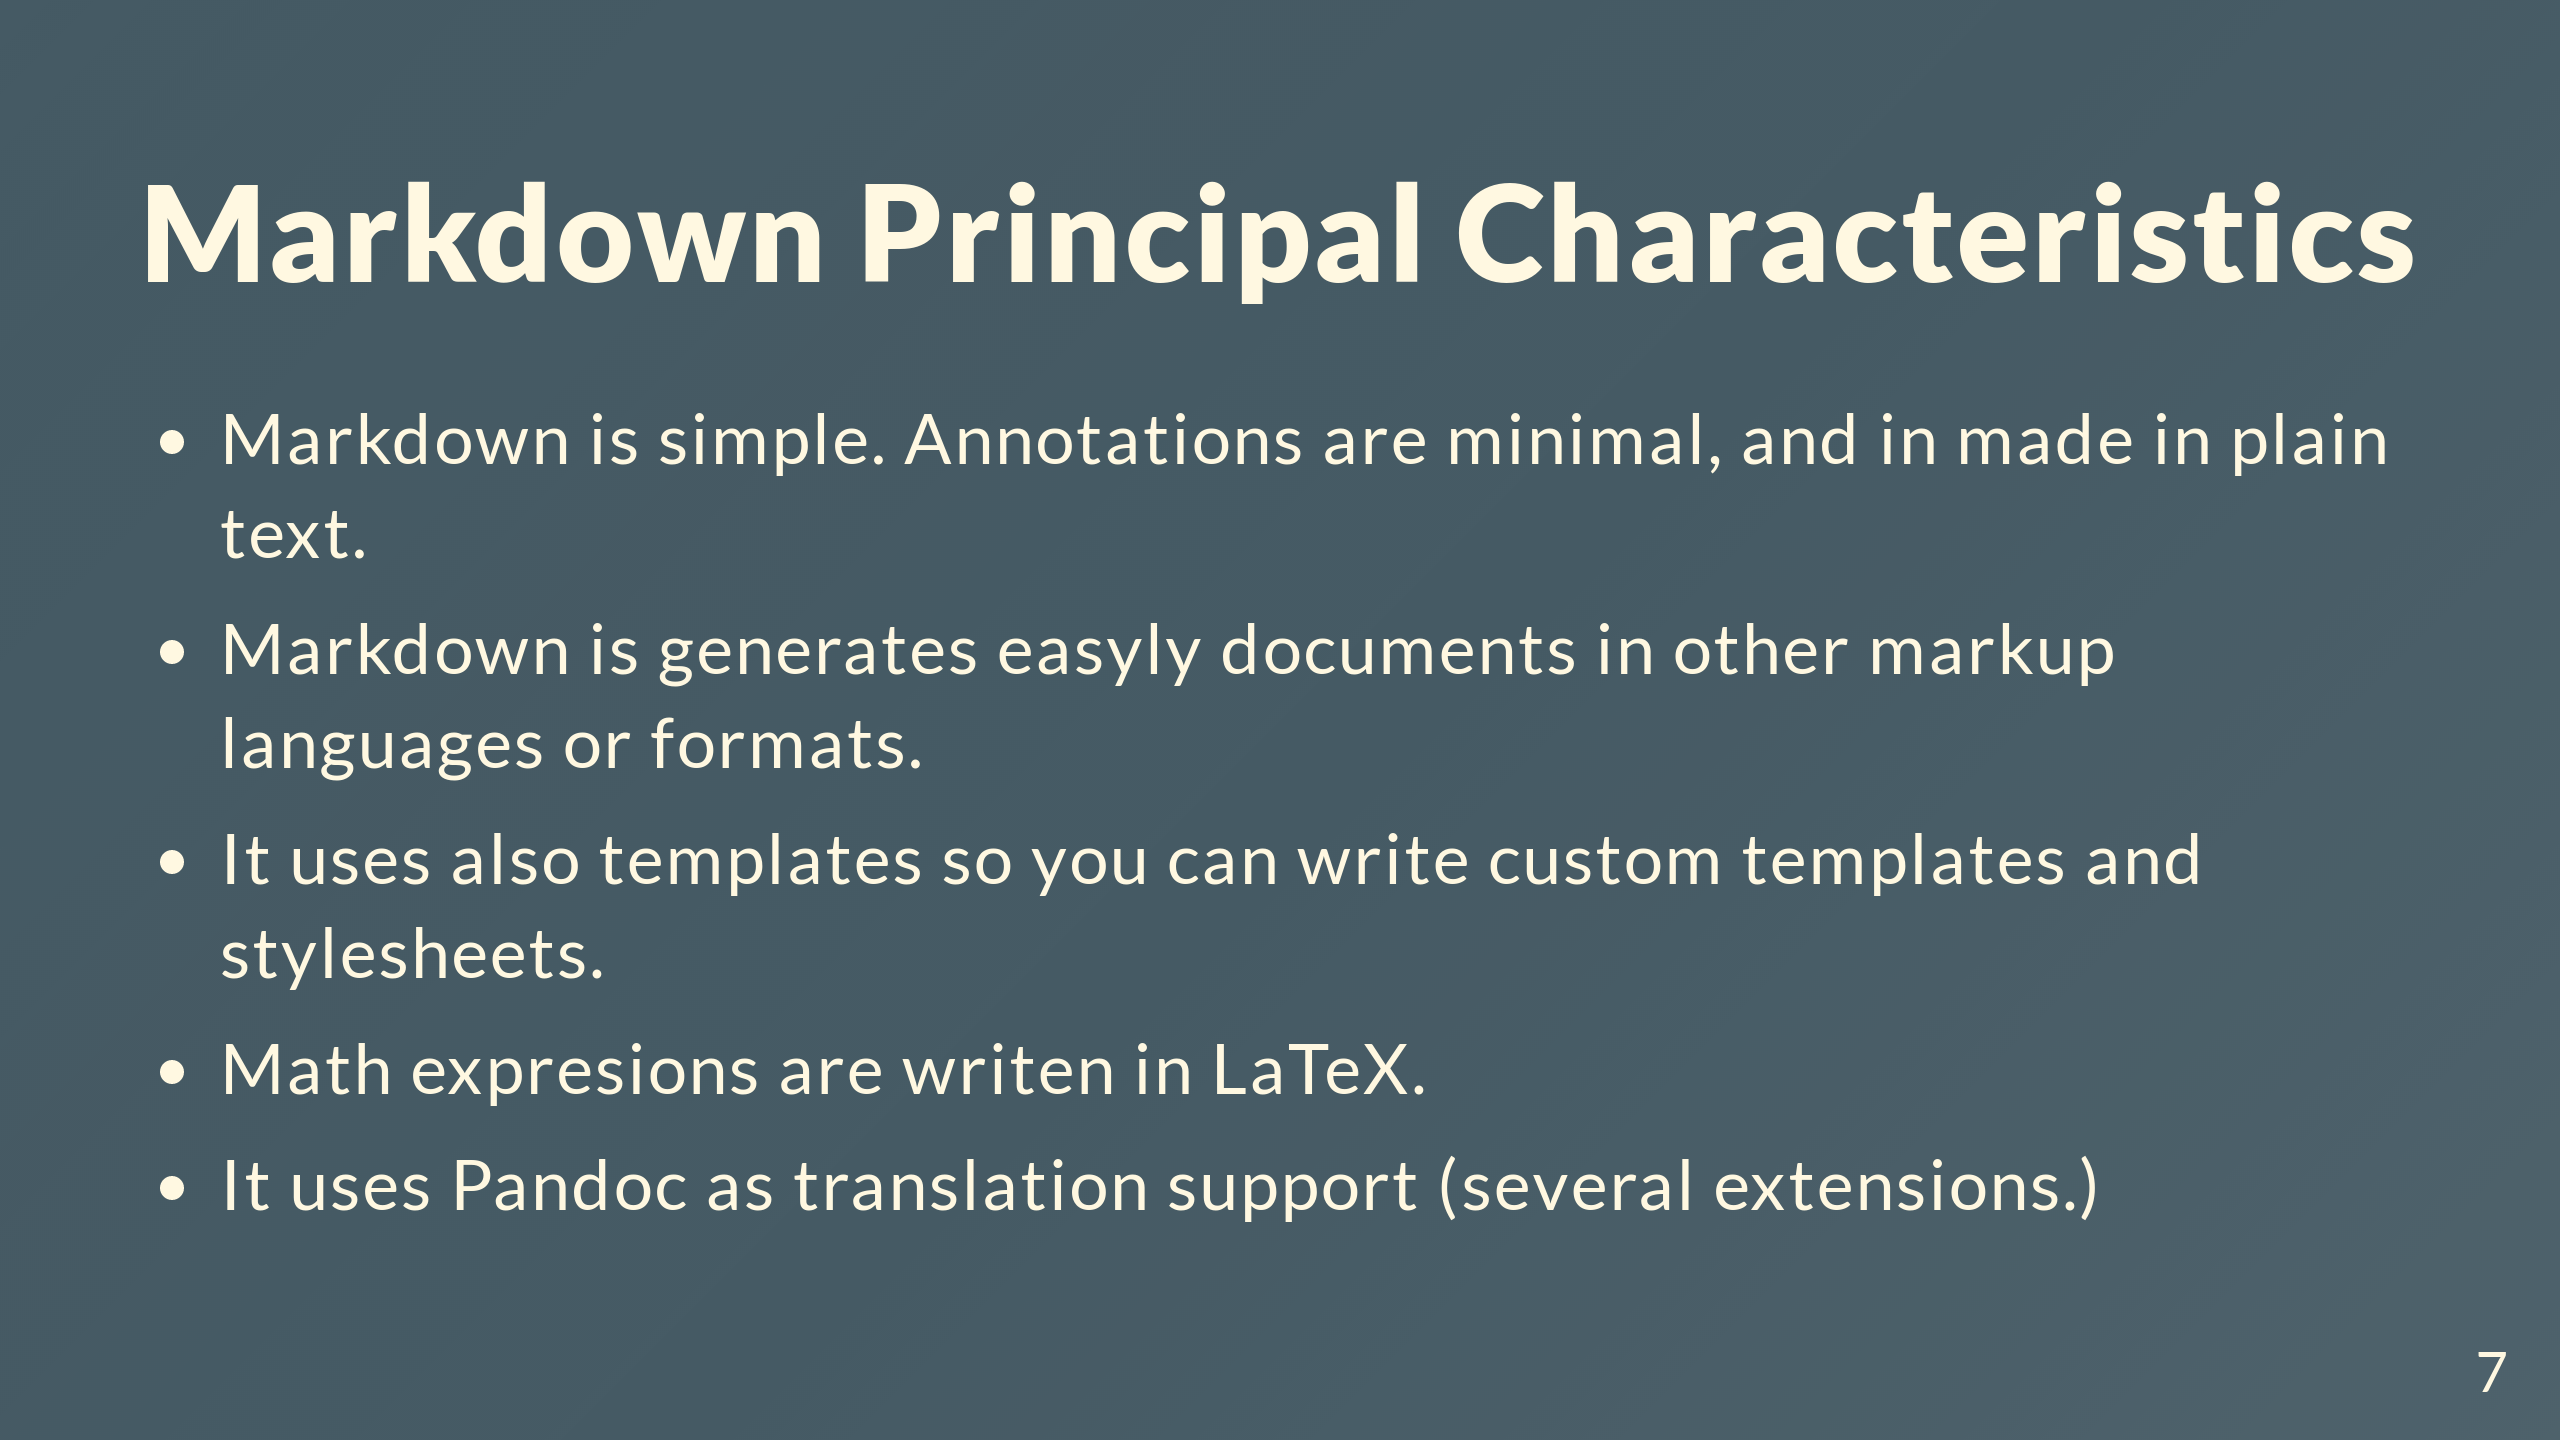 Markdown Principal Characteristics
• Markdown is simple. Annotations are minimal, and in made in plain
text.
• Markdown is generates easyly documents in other markup
languages or formats.
• It uses also templates so you can write custom templates and
stylesheets.
• Math expresions are writen in LaTeX.
• It uses Pandoc as translation support (several extensions.)
7